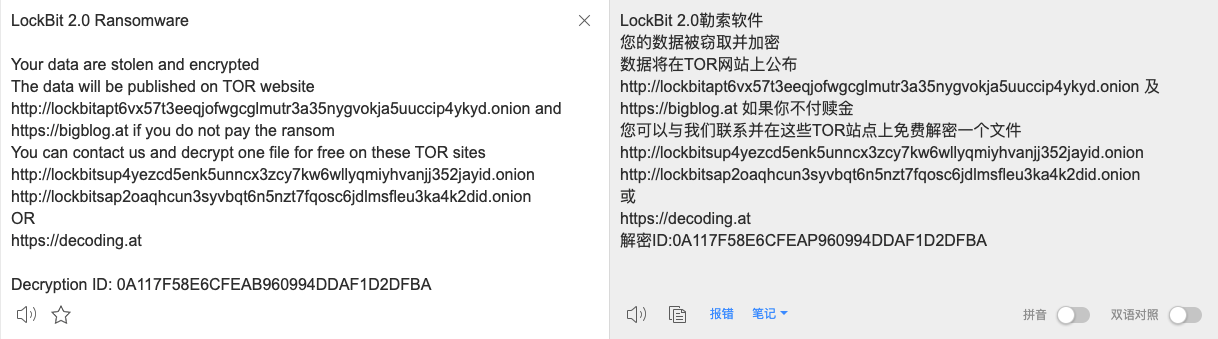 LockBit 2.0 Ransomware
Your data are stolen and encrypted
The data will be published on TOR website
http://lockbitapt6vx57t3eeqjofwgcglmutr3a35nygvokja5uuccip4ykyd.onion and
https://bigblog.at if you do not pay the ransom
You can contact us and decrypt one file for free on these TOR sites
http://lockbitsup4yezcd5enk5unncx3zcy7kw6wllyqmiyhvanjj352jayid.onion
http://lockbitsap2oaqhcun3syvbqt6n5nzt7fqosc6jdlmsfleu3ka4k2did.onion
OR
https://decoding.at
Decryption ID: 0A117F58E6CFEAB960994DDAF1D2DFBA
LockBit 2.0勒索软件
您的数据被窃取并加密
数据将在TOR网站上公布
http://lockbitapt6vx57t3eeqjofwgcglmutr3a35nygvokja5uuccip4ykyd.onion 及
https://bigblog.at 如果你不付赎金
您可以与我们联系并在这些TOR站点上免费解密一个文件
http://lockbitsup4yezcd5enk5unncx3zcy7kw6wllyqmiyhvanjj352jayid.onion
http://lockbitsap2oaqhcun3syvbqt6n5nzt7fqosc6jdlmsfleu3ka4k2did.onion
或
https://decoding.at
解密ID:0A117F58E6CFEAP960994DDAF1D2DFBA
报错 笔记 拼音 双语对照